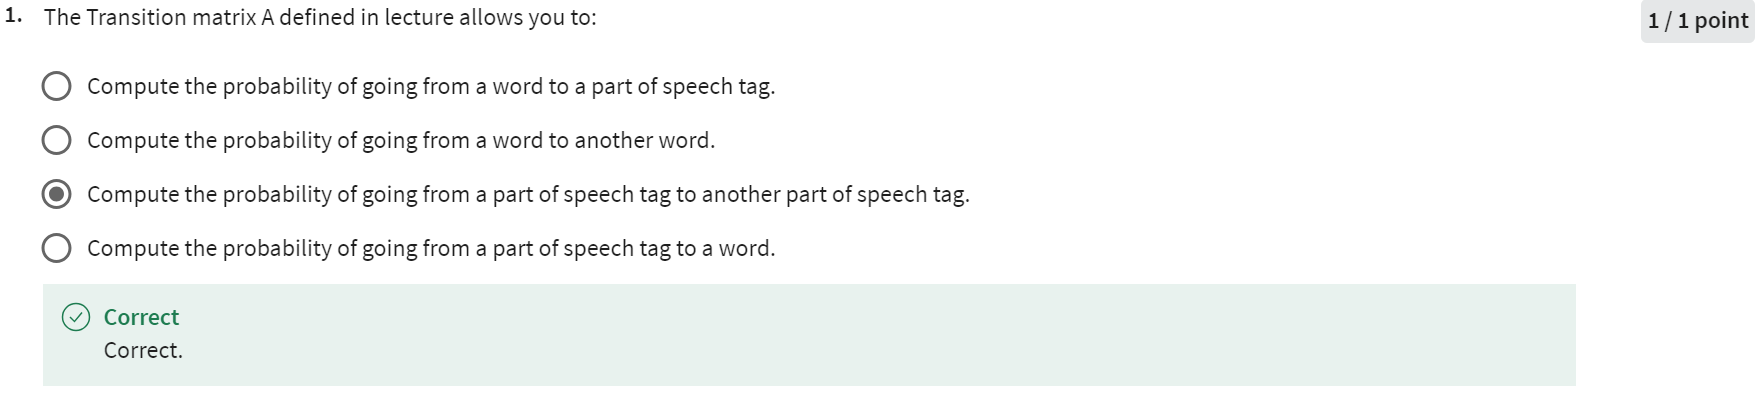 1. The Transition matrix A defined in lecture allows you to:
1 / 1 point
Compute the probability of going from a word to a part of speech tag.
Compute the probability of going from a word to another word.
Compute the probability of going from a part of speech tag to another part of speech tag.
Compute the probability of going from a part of speech tag to a word.
Correct
Correct.